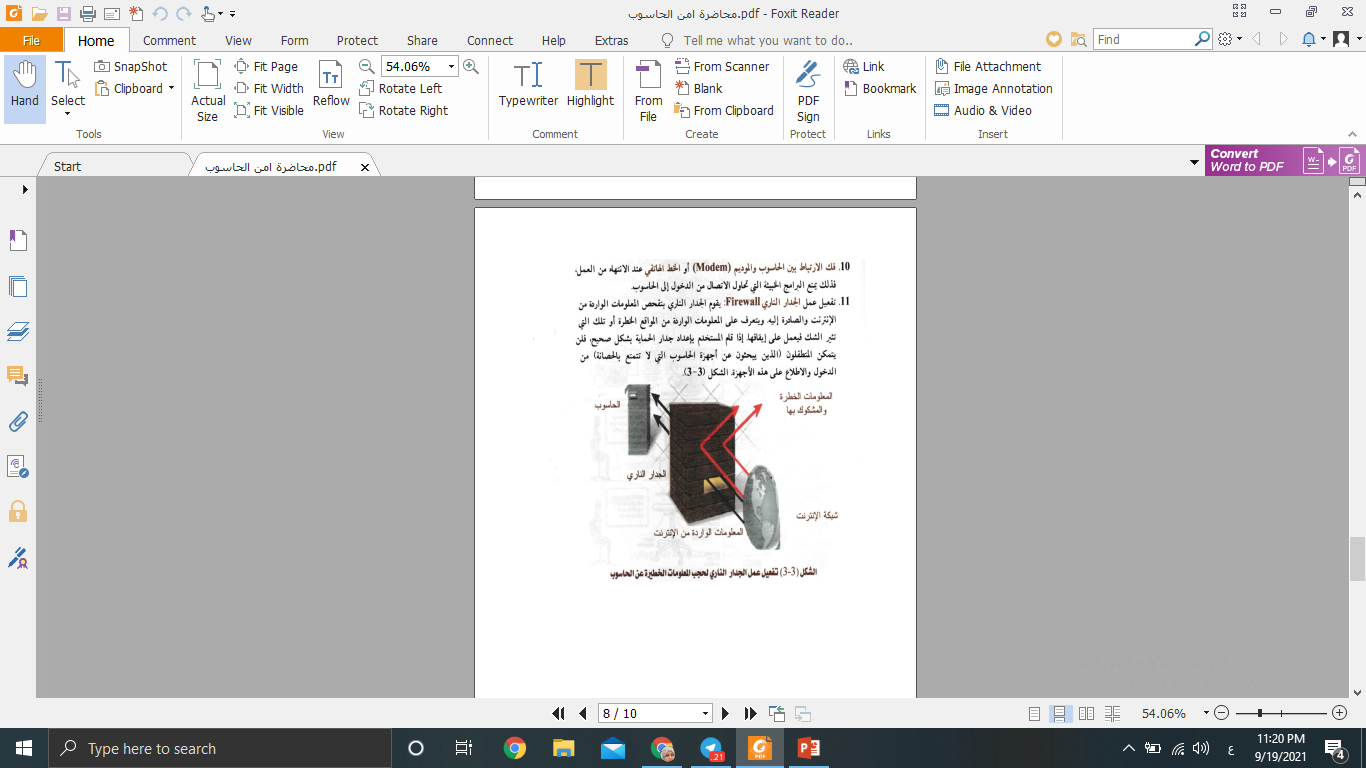 محاضرة امن الحاسوب.pdf - Foxit Reader
File Home Comment View Form Protect Share Connect Help Extras Tell me what you want to do.. Find
Hand
Select
SnapShot
Clipboard
Tools
Actual Size
Fit Page
Fit Width
Fit Visible
Reflow
54.06%
Rotate Left
Rotate Right
View
Typewriter
Highlight
Comment
From File
From Scanner
Blank
From Clipboard
Create
PDF Sign
Protect
Link
Bookmark
Links
File Attachment
Image Annotation
Audio & Video
Insert
Start
محاضرة امن الحاسوب.pdf
Convert
Word to PDF
10. فك الارتباط بين الحاسوب والموديم (Modem) أو الخط الهاتفي عند الانتهاء من العمل،
فذلك يمنع البرامج الخبيثة التي تحاول الاتصال من الدخول إلى الحاسوب.
11. تفعيل عمل الجدار الناري Firewall: يقوم الجدار الناري بتفحص المعلومات الواردة من
الإنترنت والصادرة إليه. ويتعرف على المعلومات الواردة من المواقع الخطرة أو تلك التي
تثير الشك فيعمل على إيقافها. إذا قام المستخدم بإعداد جدار الحماية بشكل صحيح، فلن
يتمكن المتطفلون (الذين يبحثون عن أجهزة الحاسوب التي لا تتمتع بالحصانة) من
الدخول والاطلاع على هذه الأجهزة. الشكل (3-3).
المعلومات الخطرة
والمشكوك بها
الحاسوب
الجدار الناري
شبكة الإنترنت
المعلومات الواردة من الإنترنت
الشكل (3-3) تفعيل عمل الجدار الناري لحجب المعلومات الخطيرة عن الحاسوب
8 / 10
54.06%
Type here to search
21
ع
11:20 PM
9/19/2021
4